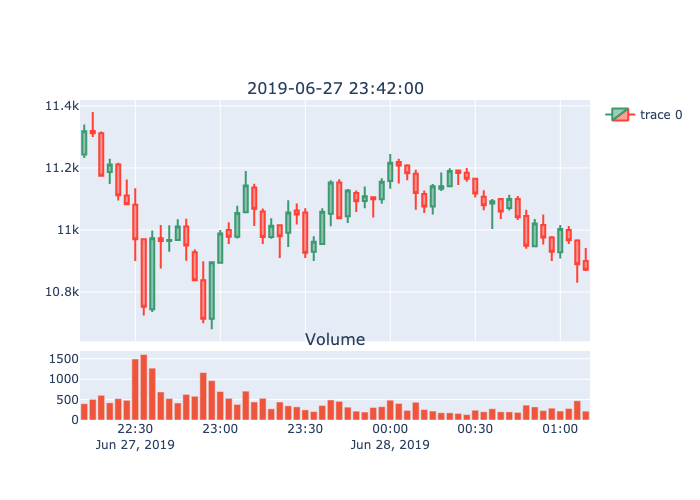 2019-06-27 23:42:00
11.4k
trace 0
11.2k
11k
10.8k
Volume
1500
1000
500
0
22:30 23:00 23:30 00:00 00:30 01:00
Jun 27, 2019 Jun 28, 2019